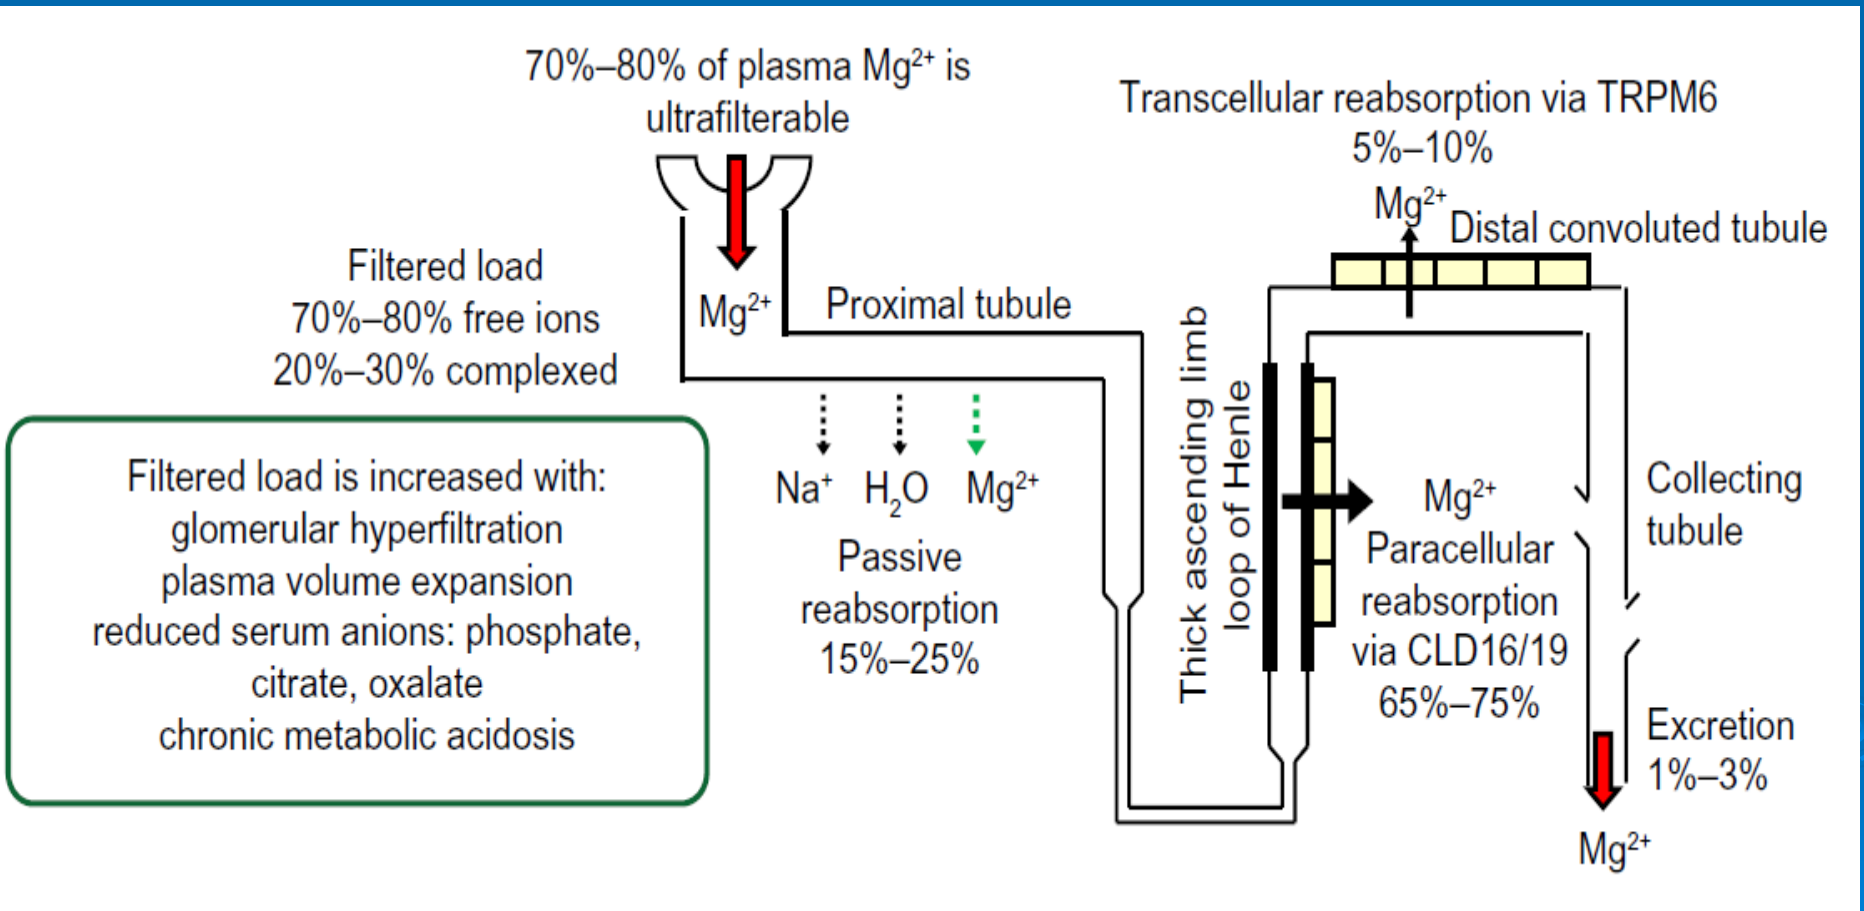 70%–80% of plasma Mg²⁺ is
ultrafilterable
Transcellular reabsorption via TRPM6
5%–10%
Mg²⁺
Distal convoluted tubule
Filtered load
70%–80% free ions
20%–30% complexed
Mg²⁺
Proximal tubule
Filtered load is increased with:
glomerular hyperfiltration
plasma volume expansion
reduced serum anions: phosphate,
citrate, oxalate
chronic metabolic acidosis
Na⁺ H₂O Mg²⁺
Passive
reabsorption
15%–25%
Thick ascending limb
loop of Henle
Mg²⁺
Paracellular
reabsorption
via CLD16/19
65%–75%
Collecting
tubule
Excretion
1%–3%
Mg²⁺